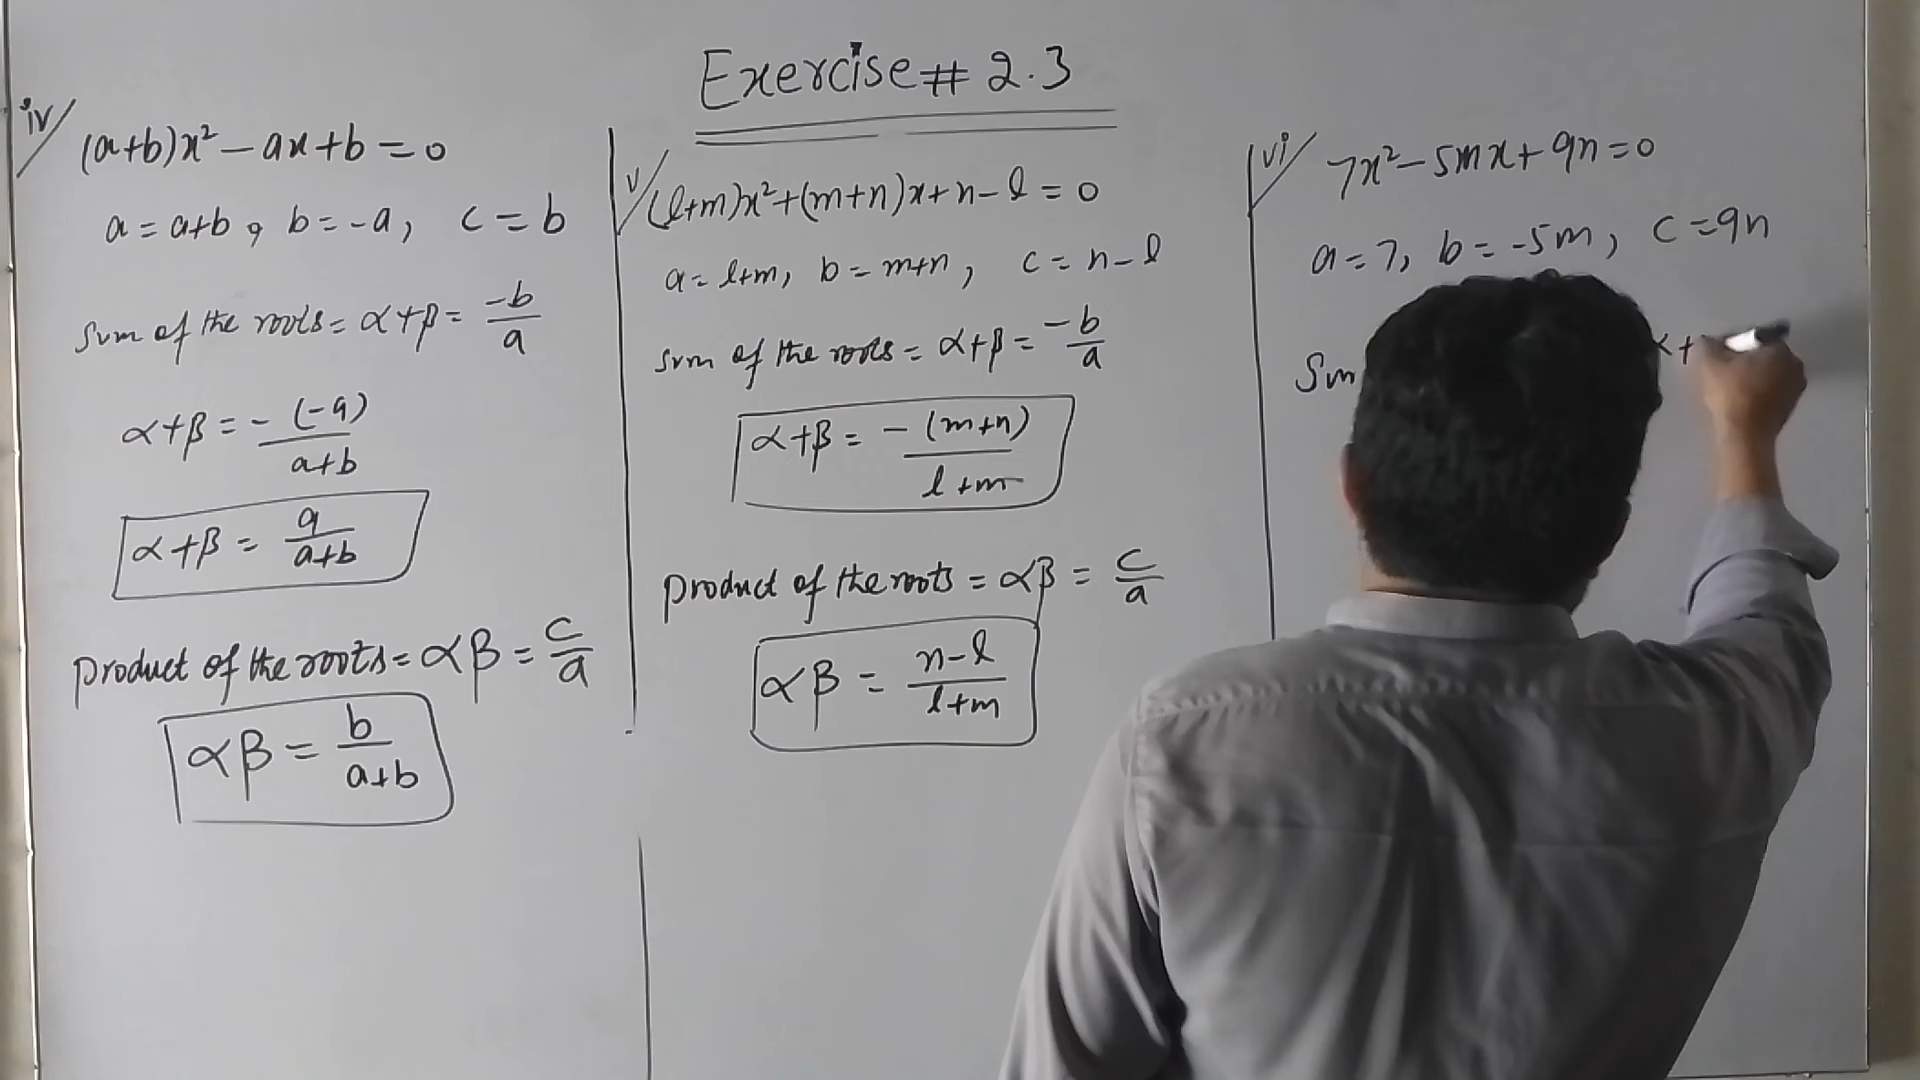 Exercise # 2.3
iv/ (a+b)x² - ax + b = 0
a = a+b, b = -a, c = b
Sum of the roots = α+β = -b/a
α+β = -(-a)/a+b
α+β = a/a+b
product of the roots = αβ = c/a
αβ = b/a+b
v/ (l+m)x² + (m+n)x + n - l = 0
a = l+m, b = m+n, c = n-l
Sum of the roots = α+β = -b/a
α+β = -(m+n)/l+m
product of the roots = αβ = c/a
αβ = n-l/l+m
vi/ 7x² - 5mx + 9n = 0
a = 7, b = -5m, c = 9n
Sum α+